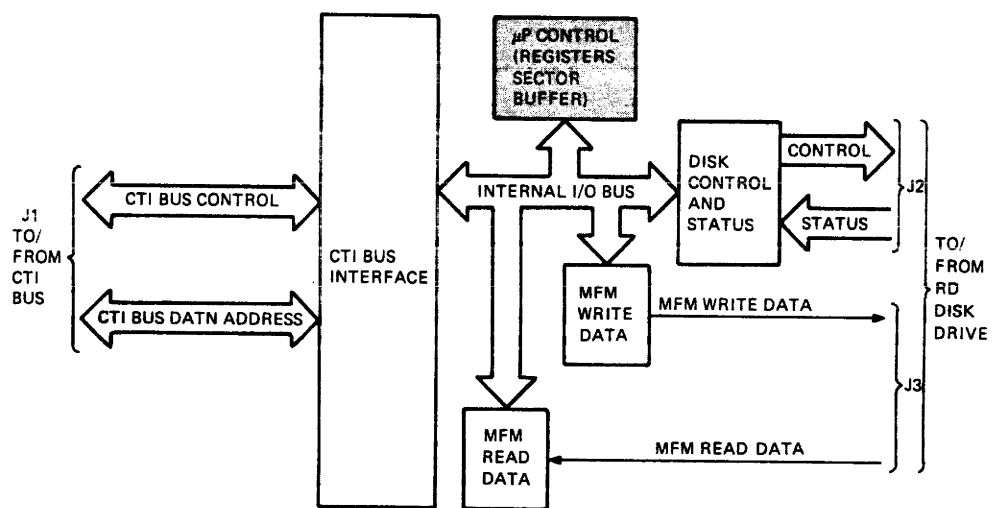 μP CONTROL
(REGISTERS
SECTOR
BUFFER)
J1
TO/
FROM
CTI
BUS
CTI BUS CONTROL
CTI BUS DATN ADDRESS
CTI BUS
INTERFACE
INTERNAL I/O BUS
DISK
CONTROL
AND
STATUS
CONTROL
STATUS
J2
MFM
WRITE
DATA
MFM WRITE DATA
MFM
READ
DATA
MFM READ DATA
J3
TO/
FROM
RD
DISK
DRIVE